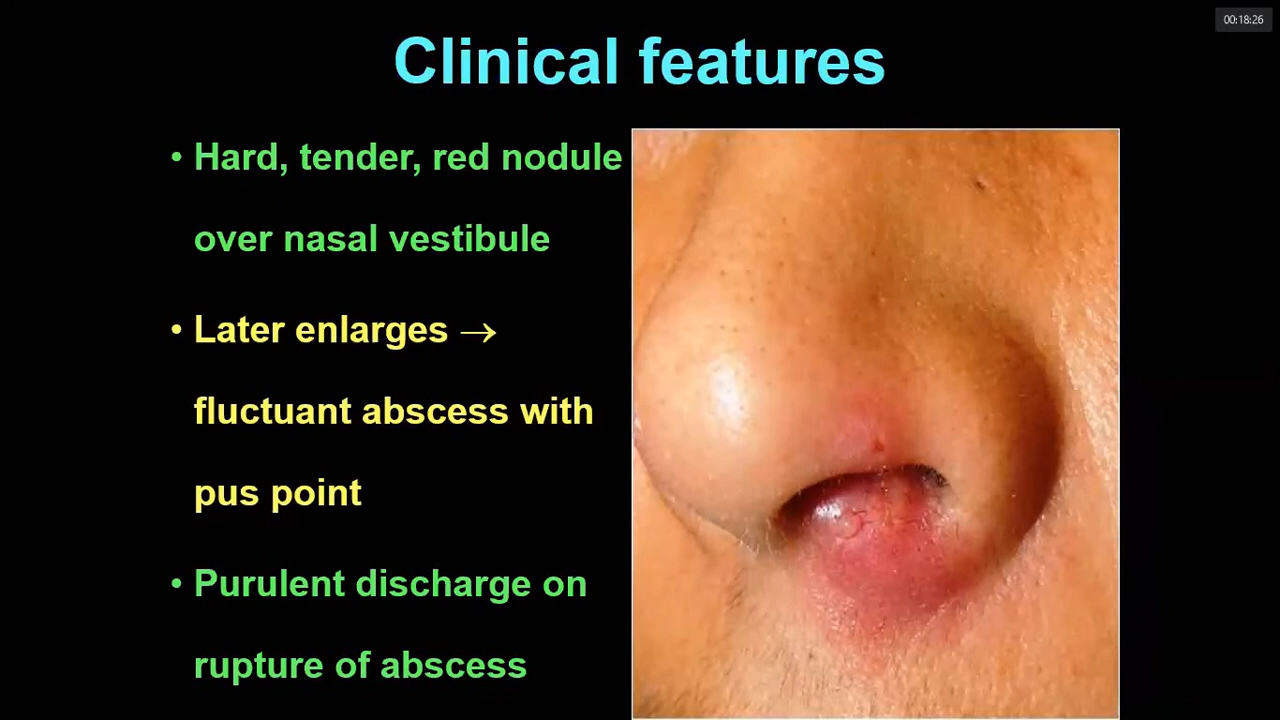 00:18:26
Clinical features
• Hard, tender, red nodule
over nasal vestibule
• Later enlarges →
fluctuant abscess with
pus point
• Purulent discharge on
rupture of abscess